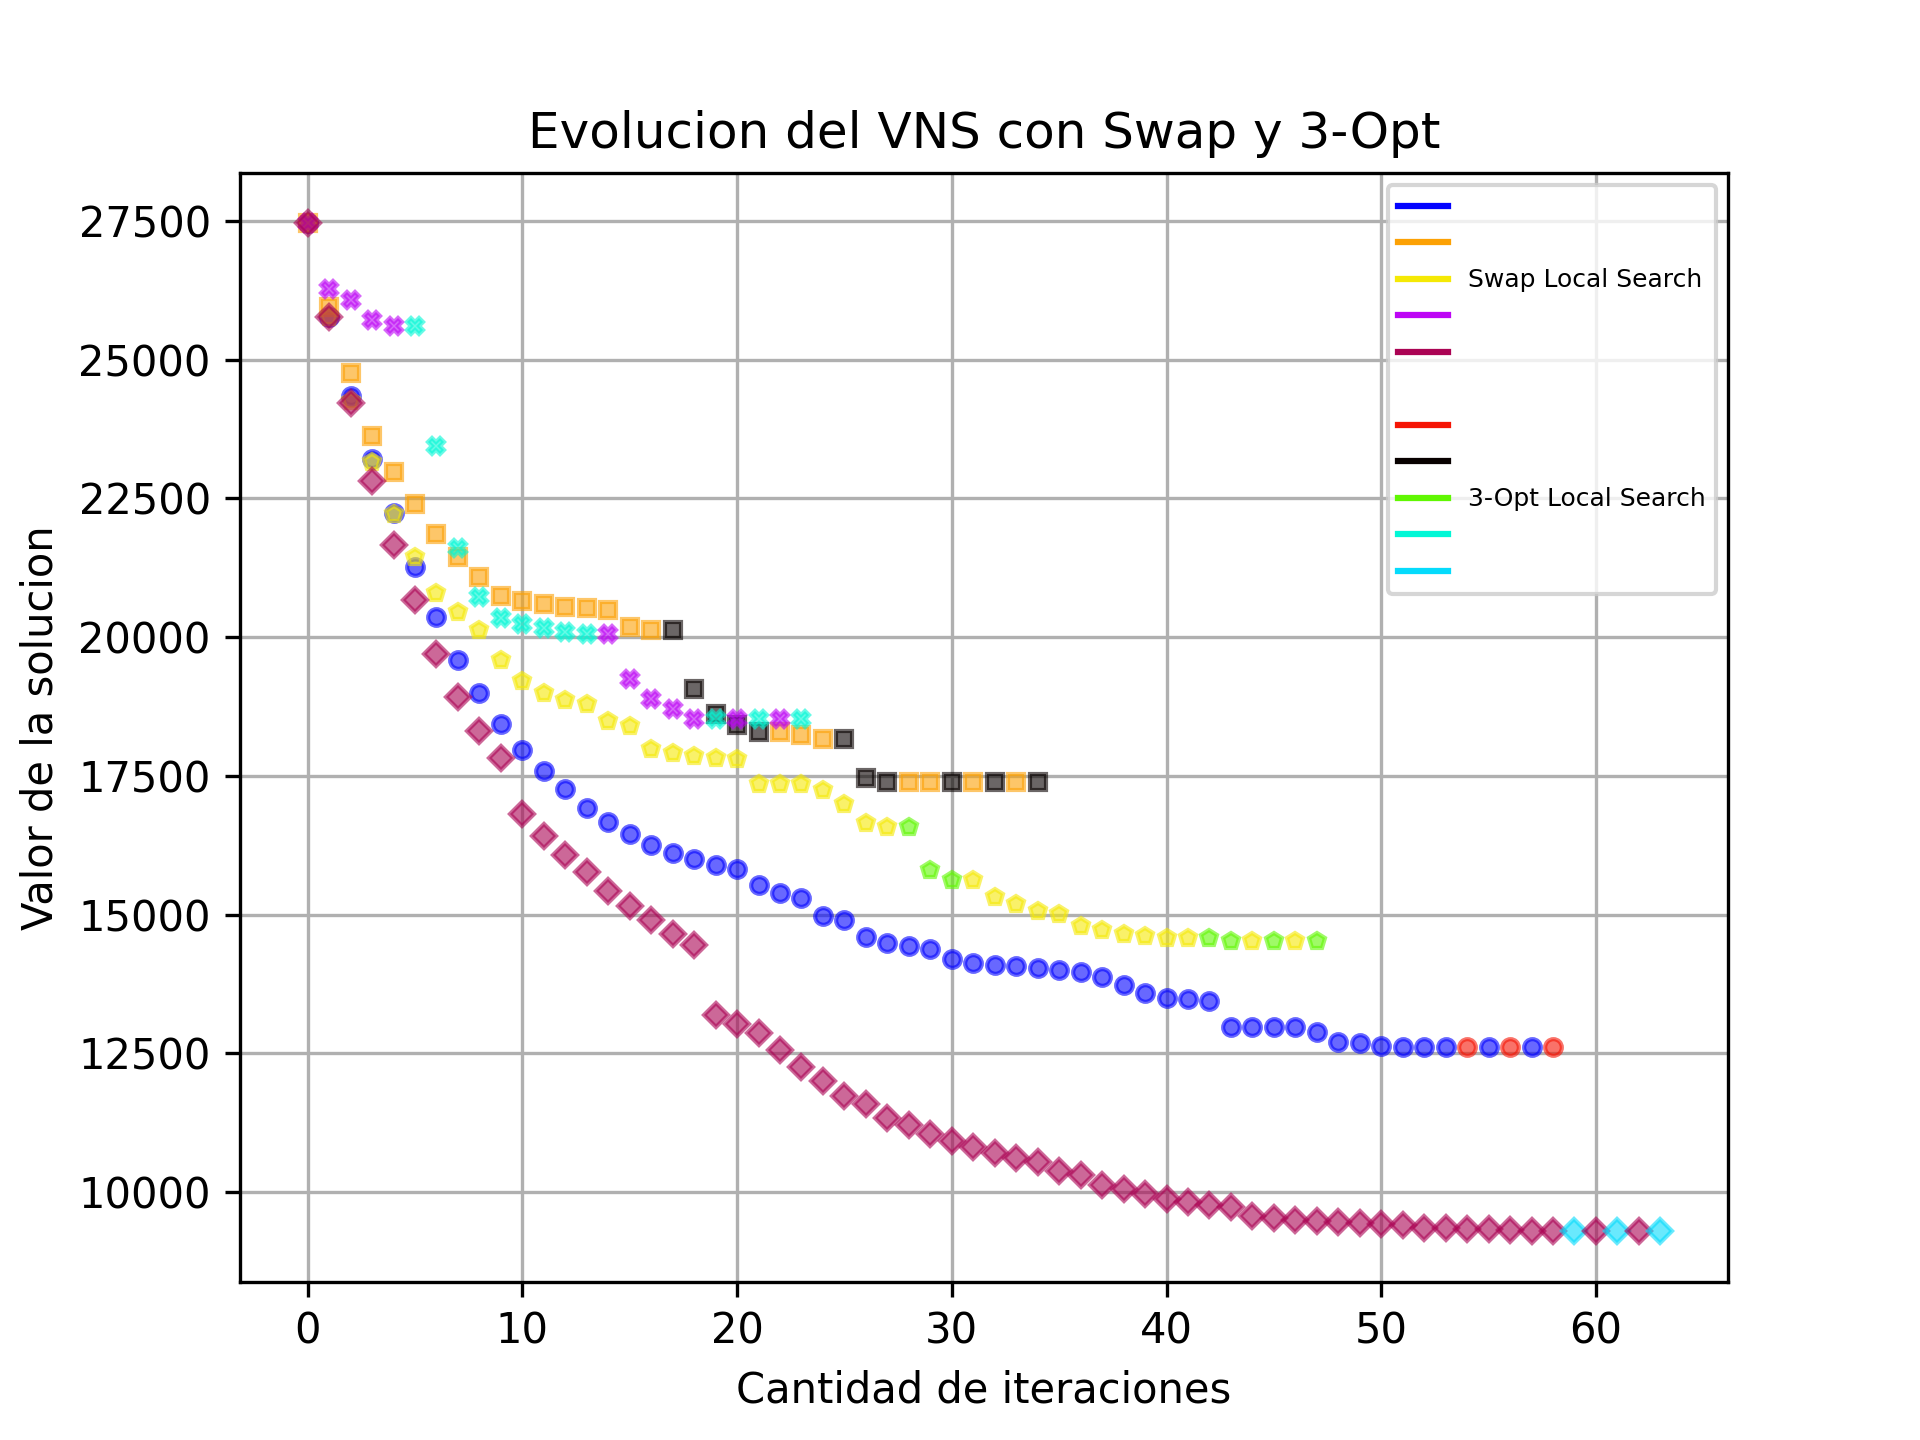 Evolucion del VNS con Swap y 3-Opt
27500
25000
22500
20000
17500
15000
12500
10000
Valor de la solucion
Swap Local Search
3-Opt Local Search
0 10 20 30 40 50 60
Cantidad de iteraciones